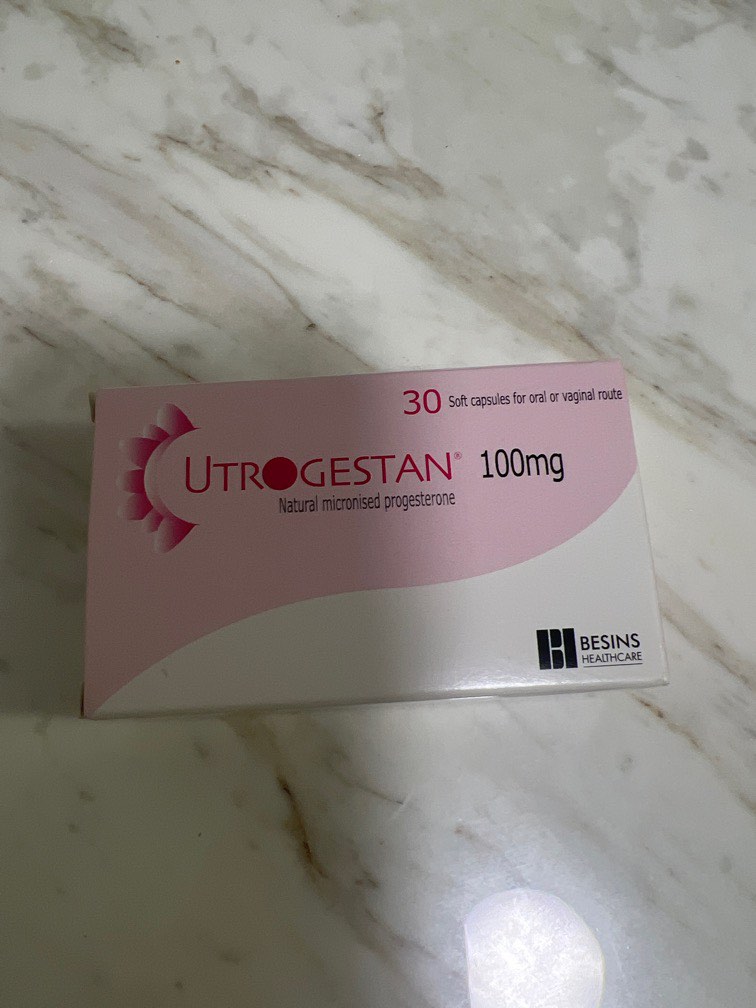 30 Soft capsules for oral or vaginal route
UTROGESTAN® 100mg
Natural micronised progesterone
BESINS
HEALTHCARE